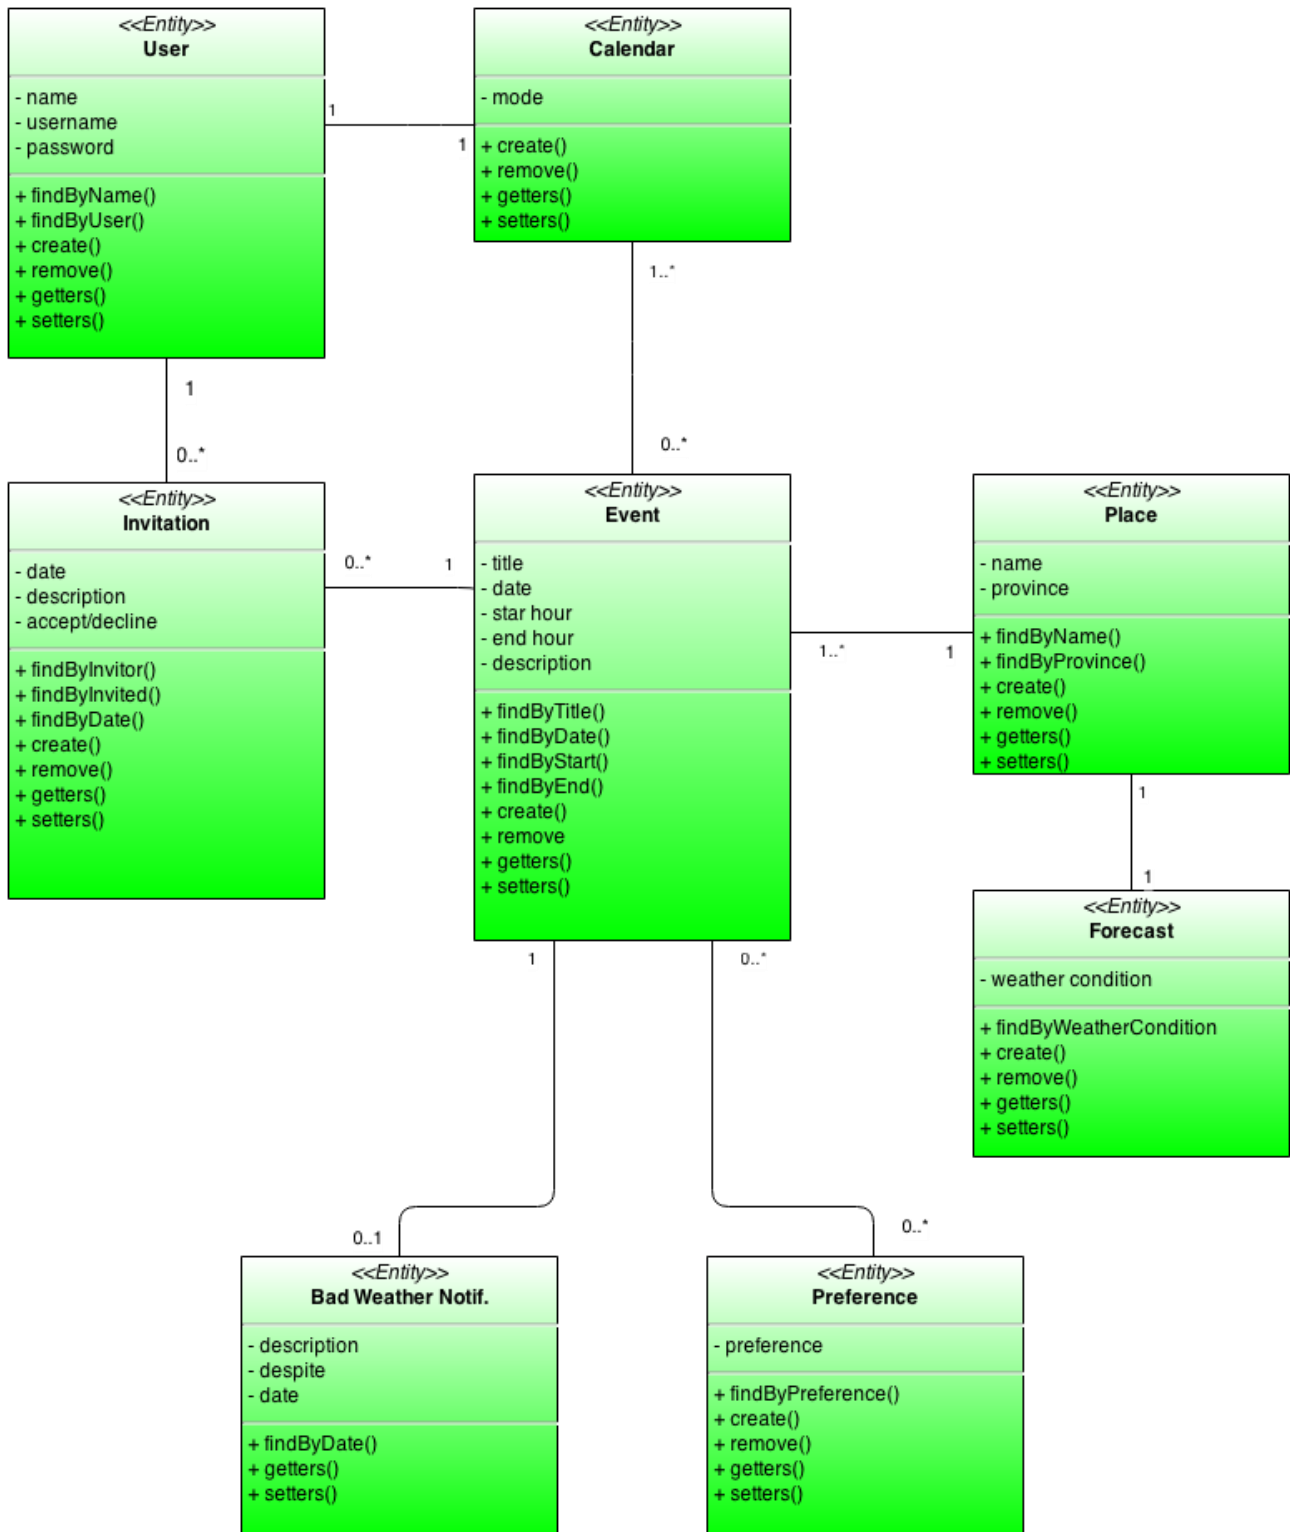 <<Entity>>
User
- name
- username
- password
+ findByName()
+ findByUser()
+ create()
+ remove()
+ getters()
+ setters()
1
1
<<Entity>>
Calendar
- mode
+ create()
+ remove()
+ getters()
+ setters()
1
0..*
1..*
0..*
<<Entity>>
Invitation
- date
- description
- accept/decline
+ findByInvitor()
+ findByInvited()
+ findByDate()
+ create()
+ remove()
+ getters()
+ setters()
0..*
1
<<Entity>>
Event
- title
- date
- star hour
- end hour
- description
+ findByTitle()
+ findByDate()
+ findByStart()
+ findByEnd()
+ create()
+ remove
+ getters()
+ setters()
1..*
1
<<Entity>>
Place
- name
- province
+ findByName()
+ findByProvince()
+ create()
+ remove()
+ getters()
+ setters()
1
1
<<Entity>>
Forecast
- weather condition
+ findByWeatherCondition
+ create()
+ remove()
+ getters()
+ setters()
1
0..*
0..1
0..*
<<Entity>>
Bad Weather Notif.
- description
- despite
- date
+ findByDate()
+ getters()
+ setters()
<<Entity>>
Preference
- preference
+ findByPreference()
+ create()
+ remove()
+ getters()
+ setters()